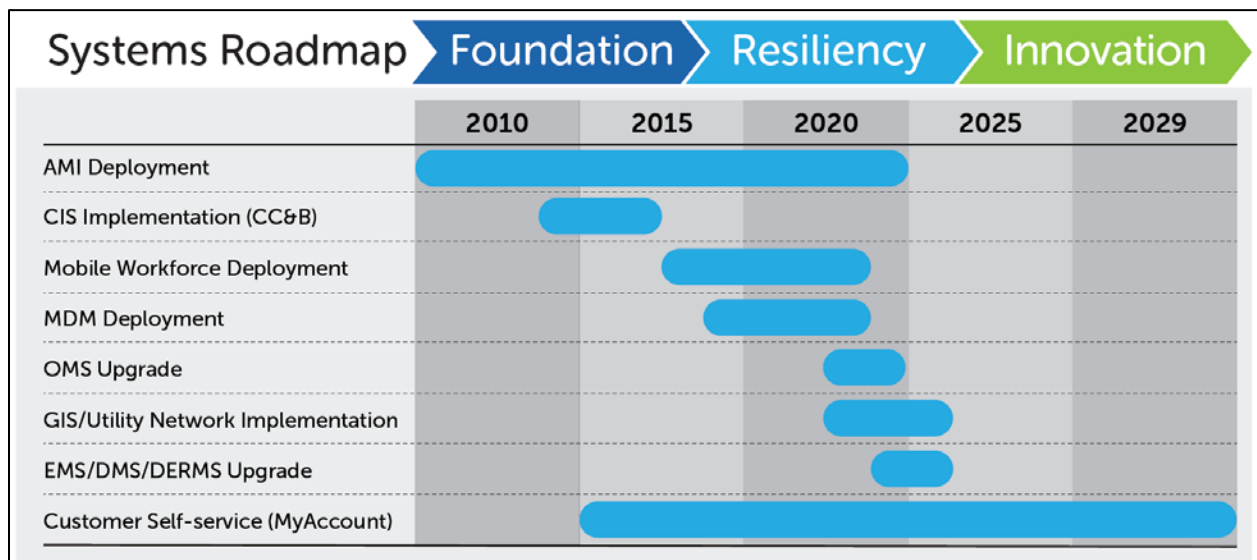 Systems Roadmap Foundation Resiliency Innovation
2010 2015 2020 2025 2029
AMI Deployment
CIS Implementation (CC&B)
Mobile Workforce Deployment
MDM Deployment
OMS Upgrade
GIS/Utility Network Implementation
EMS/DMS/DERMS Upgrade
Customer Self-service (MyAccount)